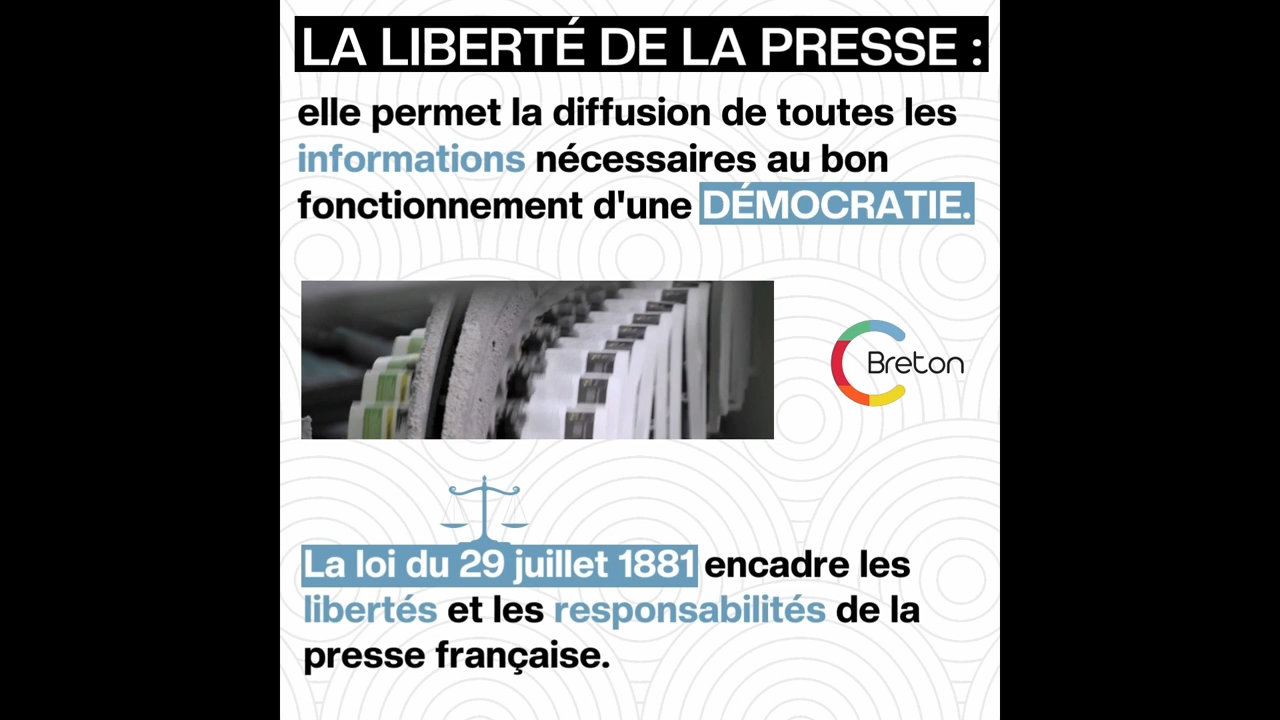 LA LIBERTÉ DE LA PRESSE :
elle permet la diffusion de toutes les
informations nécessaires au bon
fonctionnement d'une DÉMOCRATIE.
Breton
La loi du 29 juillet 1881 encadre les
libertés et les responsabilités de la
presse française.